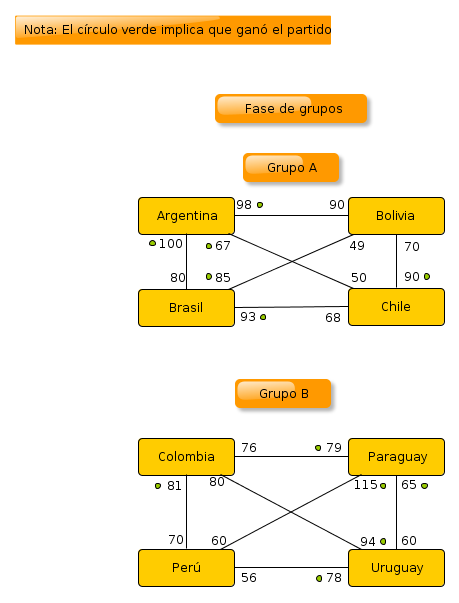 Nota: El círculo verde implica que ganó el partido
Fase de grupos
Grupo A
98 90
Argentina Bolivia
100 67 49 70
80 85 50 90
Brasil Chile
93 68
Grupo B
76 79
Colombia Paraguay
81 80 115 65
70 60 94 60
Perú Uruguay
56 78